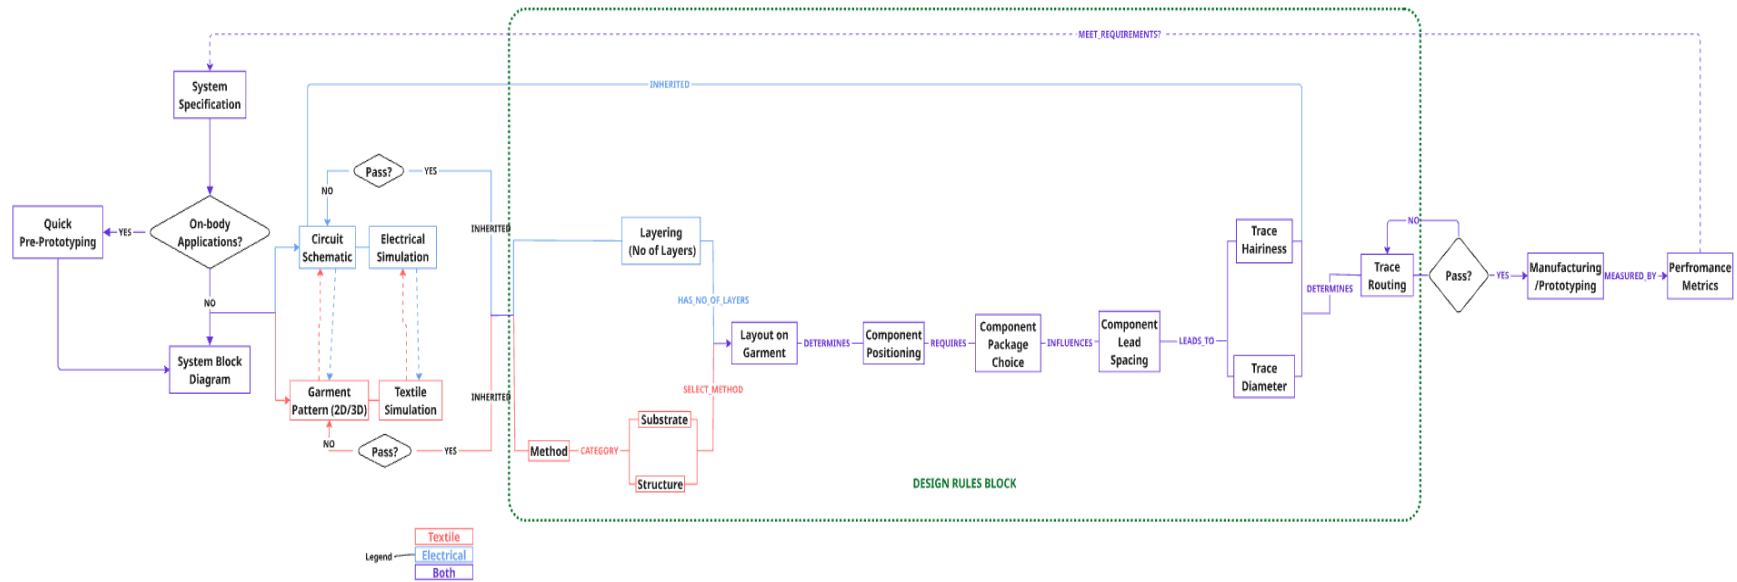 MEET_REQUIREMENTS?
System
Specification
INHERITED
Pass?
YES
NO
Quick
Pre-Prototyping
YES
On-body
Applications?
NO
Circuit
Schematic
Electrical
Simulation
INHERITED
Layering
(No of Layers)
HAS_NO_OF_LAYERS
Trace
Hairiness
NO
Trace
Routing
Pass?
YES
Manufacturing
/Prototyping
MEASURED_BY
Perfromance
Metrics
DETERMINES
System Block
Diagram
Layout on
Garment
DETERMINES
Component
Positioning
REQUIRES
Component
Package
Choice
INFLUENCES
Component
Lead
Spacing
LEADS_TO
Trace
Diameter
Garment
Pattern (2D/3D)
Textile
Simulation
INHERITED
SELECT_METHOD
NO
Pass?
YES
Method
CATEGORY
Substrate
Structure
DESIGN RULES BLOCK
Legend
Textile
Electrical
Both